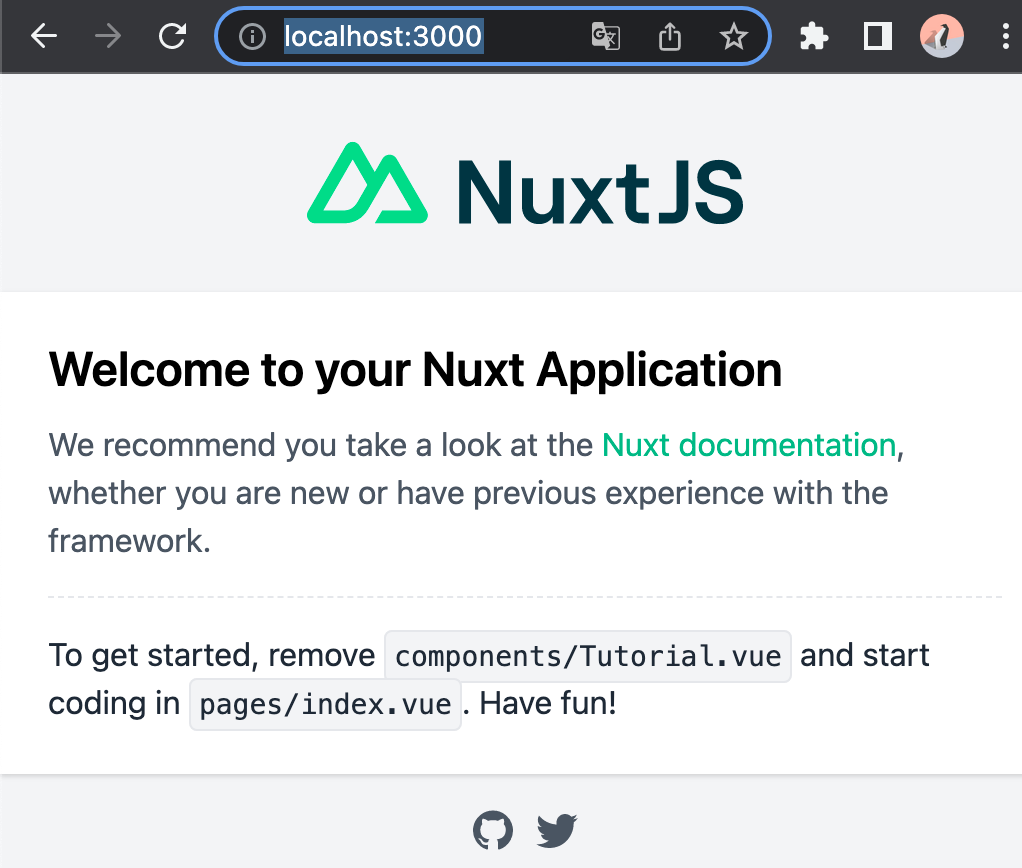 localhost:3000
NuxtJS
Welcome to your Nuxt Application
We recommend you take a look at the Nuxt documentation,
whether you are new or have previous experience with the
framework.
To get started, remove components/Tutorial.vue and start
coding in pages/index.vue. Have fun!